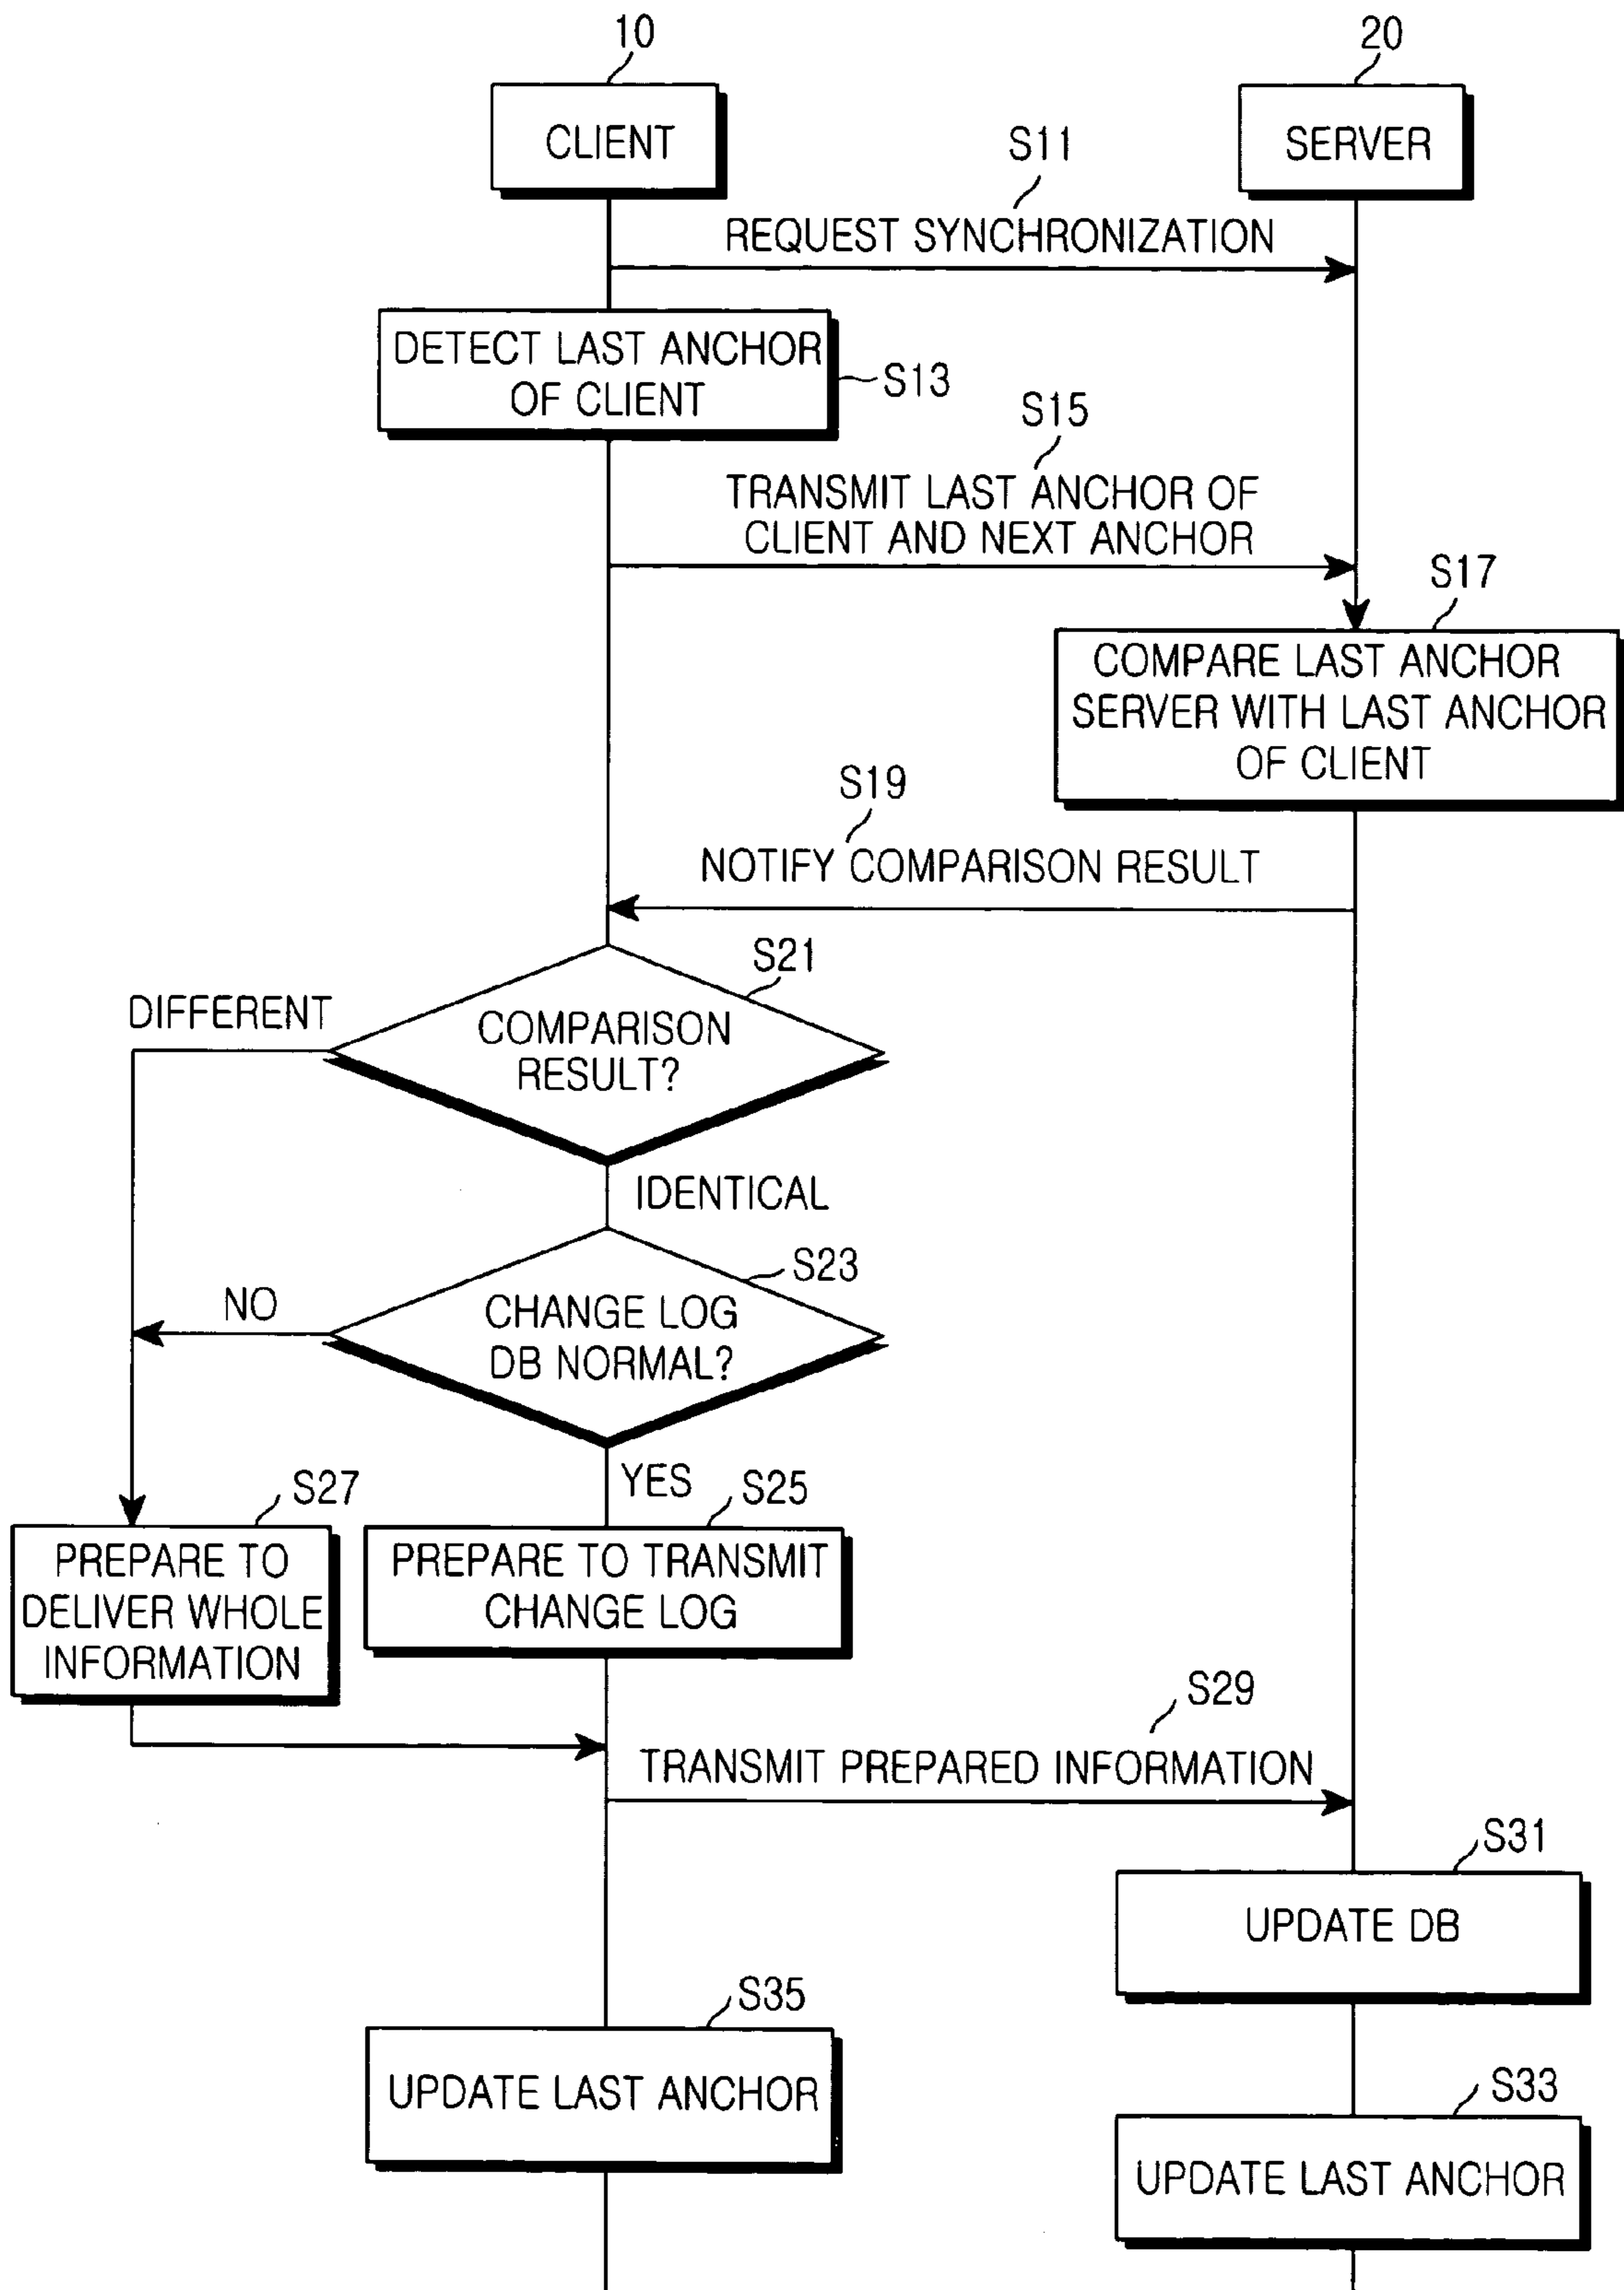 10
20
CLIENT
SERVER
S11
REQUEST SYNCHRONIZATION
DETECT LAST ANCHOR
OF CLIENT
S13
S15
TRANSMIT LAST ANCHOR OF
CLIENT AND NEXT ANCHOR
S17
COMPARE LAST ANCHOR
SERVER WITH LAST ANCHOR
OF CLIENT
S19
NOTIFY COMPARISON RESULT
S21
DIFFERENT
COMPARISON
RESULT?
IDENTICAL
S23
NO
CHANGE LOG
DB NORMAL?
YES
S27
S25
PREPARE TO
DELIVER WHOLE
INFORMATION
PREPARE TO TRANSMIT
CHANGE LOG
S29
TRANSMIT PREPARED INFORMATION
S31
UPDATE DB
S35
UPDATE LAST ANCHOR
S33
UPDATE LAST ANCHOR